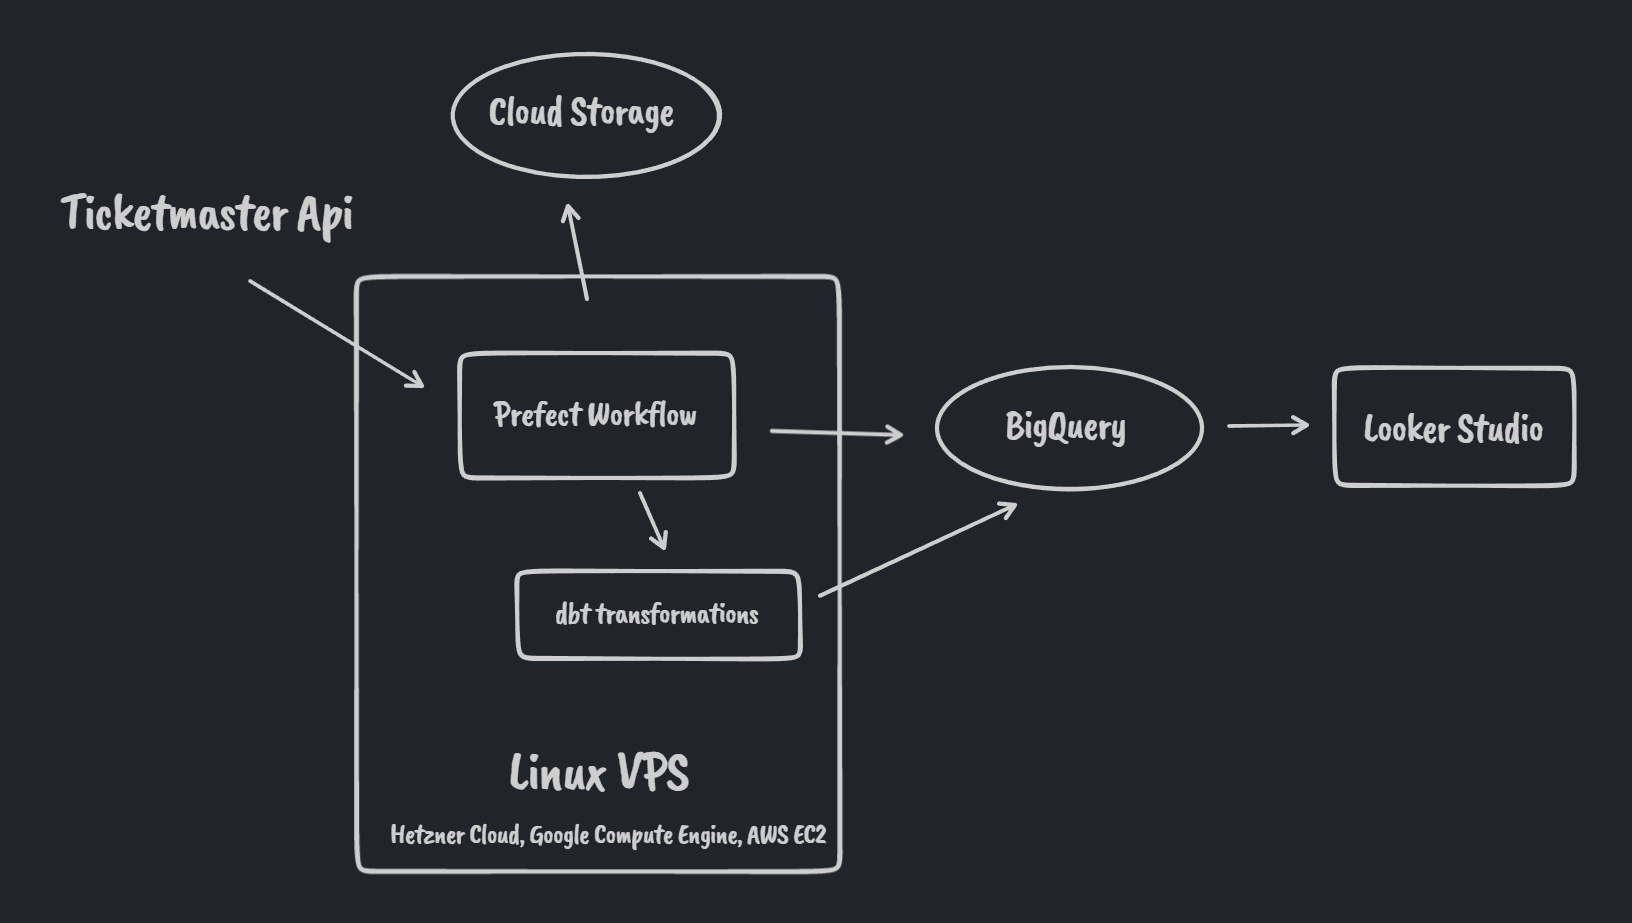 Cloud Storage
Ticketmaster Api
Prefect Workflow
BigQuery
Looker Studio
dbt transformations
Linux VPS
Hetzner Cloud, Google Compute Engine, AWS EC2